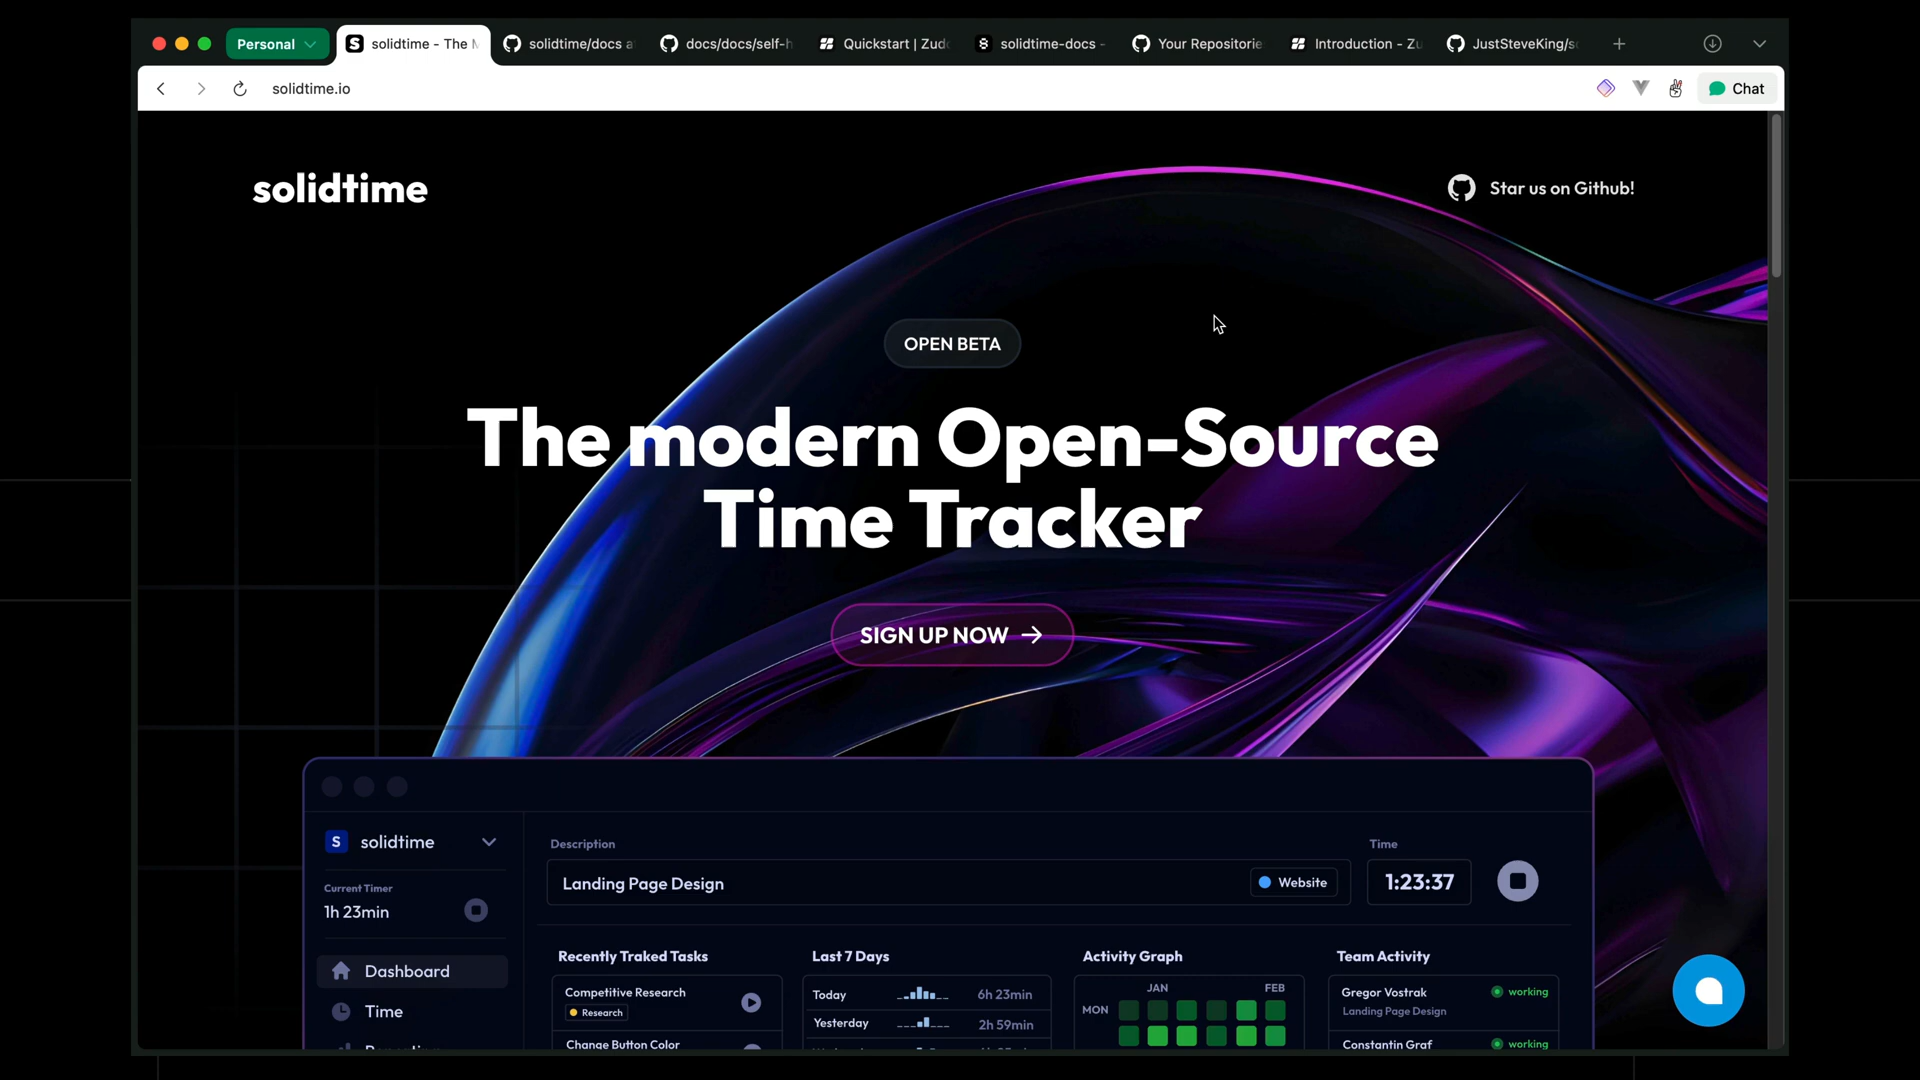 Personal
solidtime - The M
solidtime/docs a
docs/docs/self-h
Quickstart | Zudo
solidtime-docs -
Your Repositorie
Introduction - Zu
JustSteveKing/s
solidtime.io
Chat
solidtime
Star us on Github!
OPEN BETA
The modern Open-Source
Time Tracker
SIGN UP NOW →
S solidtime
Description
Time
Landing Page Design
Website
1:23:37
Current Timer
1h 23min
Dashboard
Time
Recently Traked Tasks
Competitive Research
Research
Change Button Color
Last 7 Days
Today
6h 23min
Yesterday
2h 59min
Activity Graph
JAN
FEB
MON
Team Activity
Gregor Vostrak
working
Landing Page Design
Constantin Graf
working